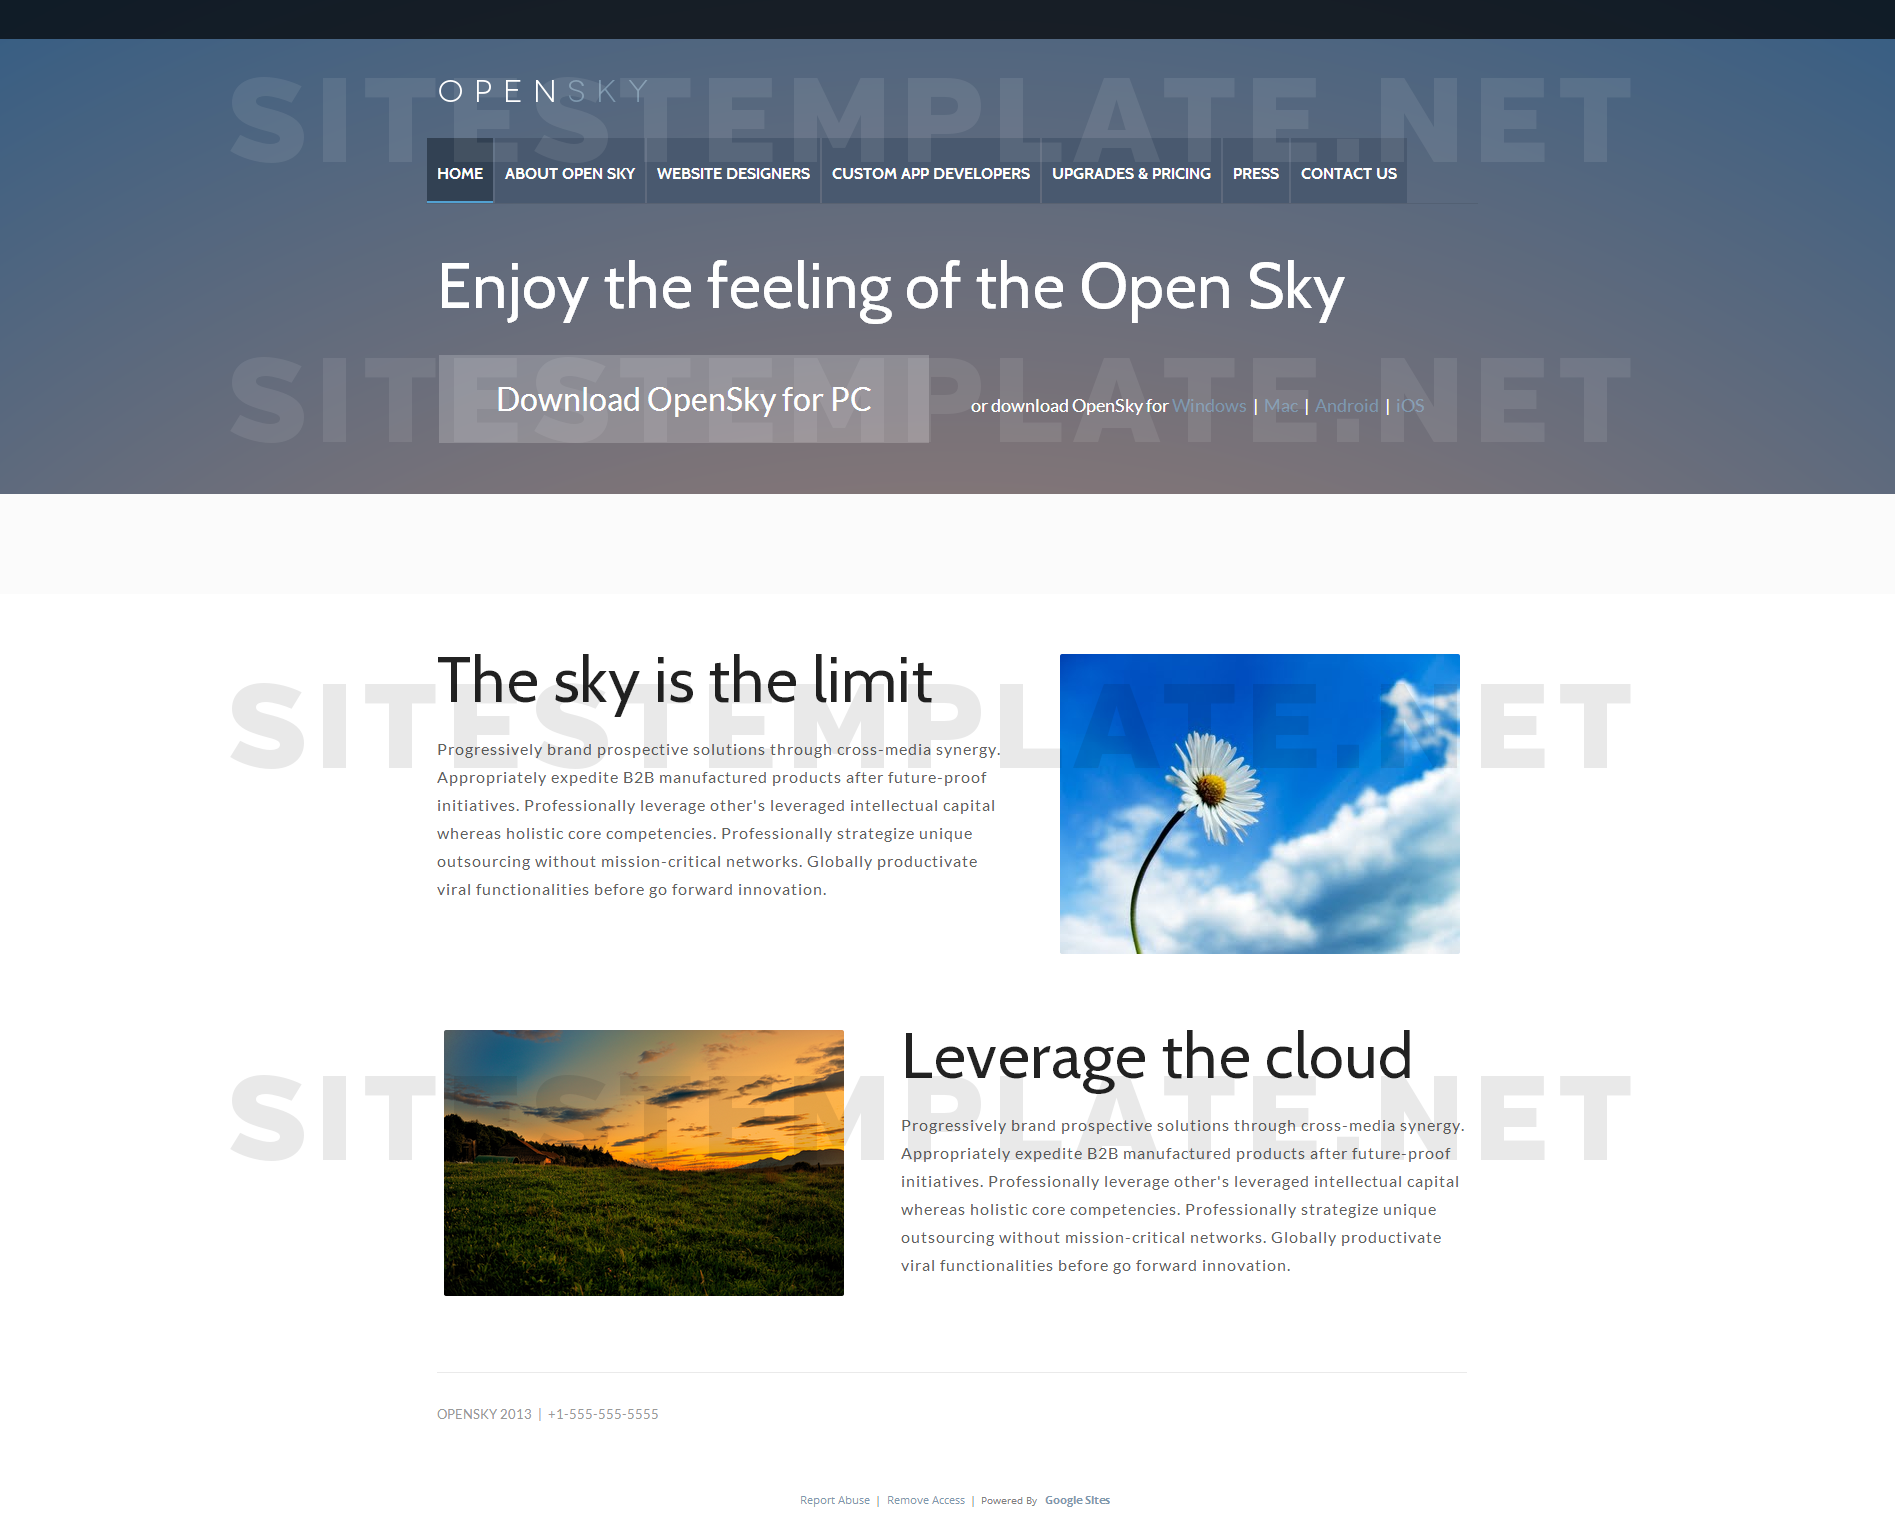 SITESTEMPLATE.NET
OPENSKY
HOME ABOUT OPEN SKY WEBSITE DESIGNERS CUSTOM APP DEVELOPERS UPGRADES & PRICING PRESS CONTACT US
Enjoy the feeling of the Open Sky
SITESTEMPLATE.NET
Download OpenSky for PC
or download OpenSky for Windows | Mac | Android | iOS
The sky is the limit
SITESTEMPLATE.NET
Progressively brand prospective solutions through cross-media synergy.
Appropriately expedite B2B manufactured products after future-proof
initiatives. Professionally leverage other's leveraged intellectual capital
whereas holistic core competencies. Professionally strategize unique
outsourcing without mission-critical networks. Globally productivate
viral functionalities before go forward innovation.
Leverage the cloud
SITESTEMPLATE.NET
Progressively brand prospective solutions through cross-media synergy.
Appropriately expedite B2B manufactured products after future-proof
initiatives. Professionally leverage other's leveraged intellectual capital
whereas holistic core competencies. Professionally strategize unique
outsourcing without mission-critical networks. Globally productivate
viral functionalities before go forward innovation.
OPENSKY 2013 | +1-555-555-5555
Report Abuse | Remove Access | Powered By Google Sites